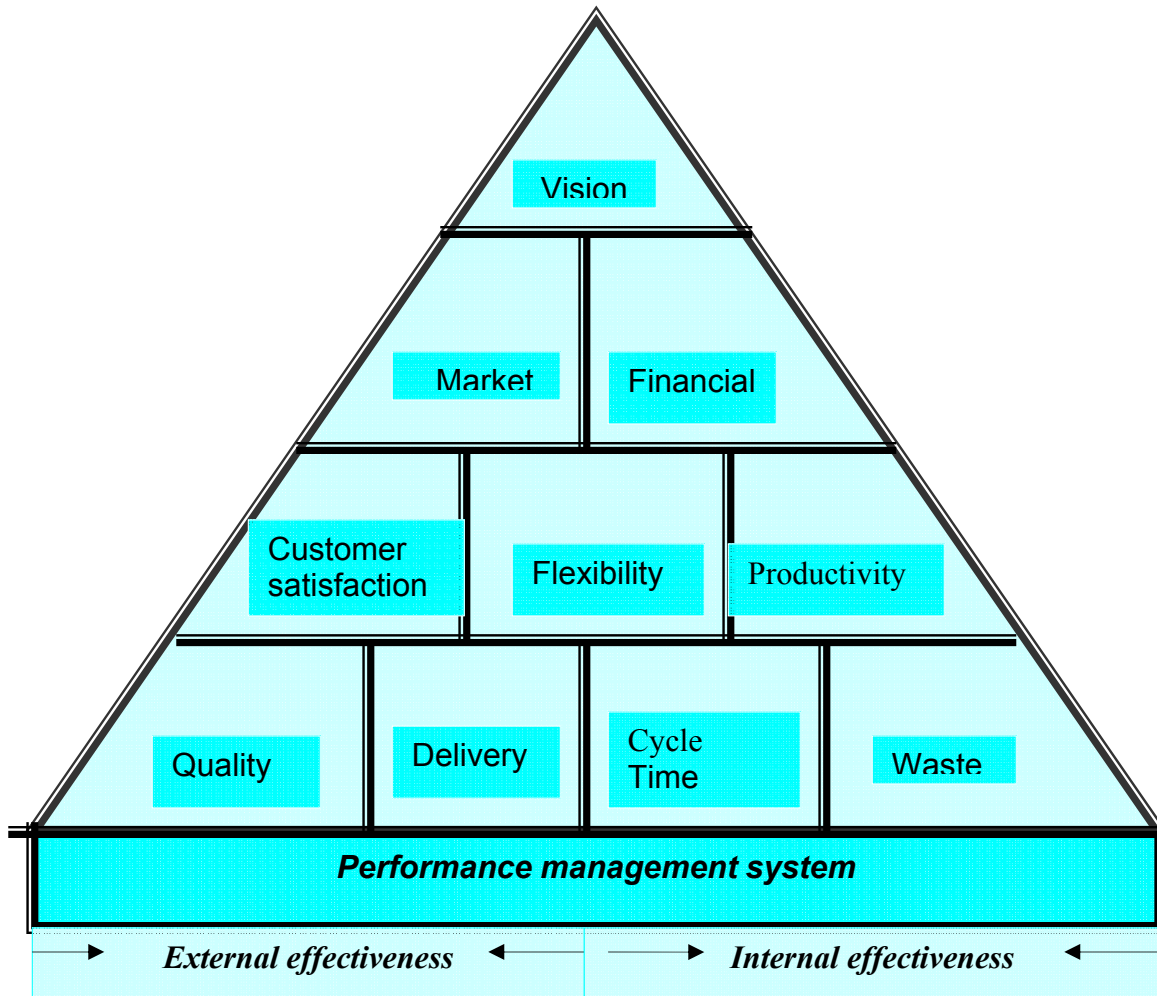 Vision
Market
Financial
Customer
satisfaction
Flexibility
Productivity
Quality
Delivery
Cycle
Time
Waste
Performance management system
External effectiveness
Internal effectiveness